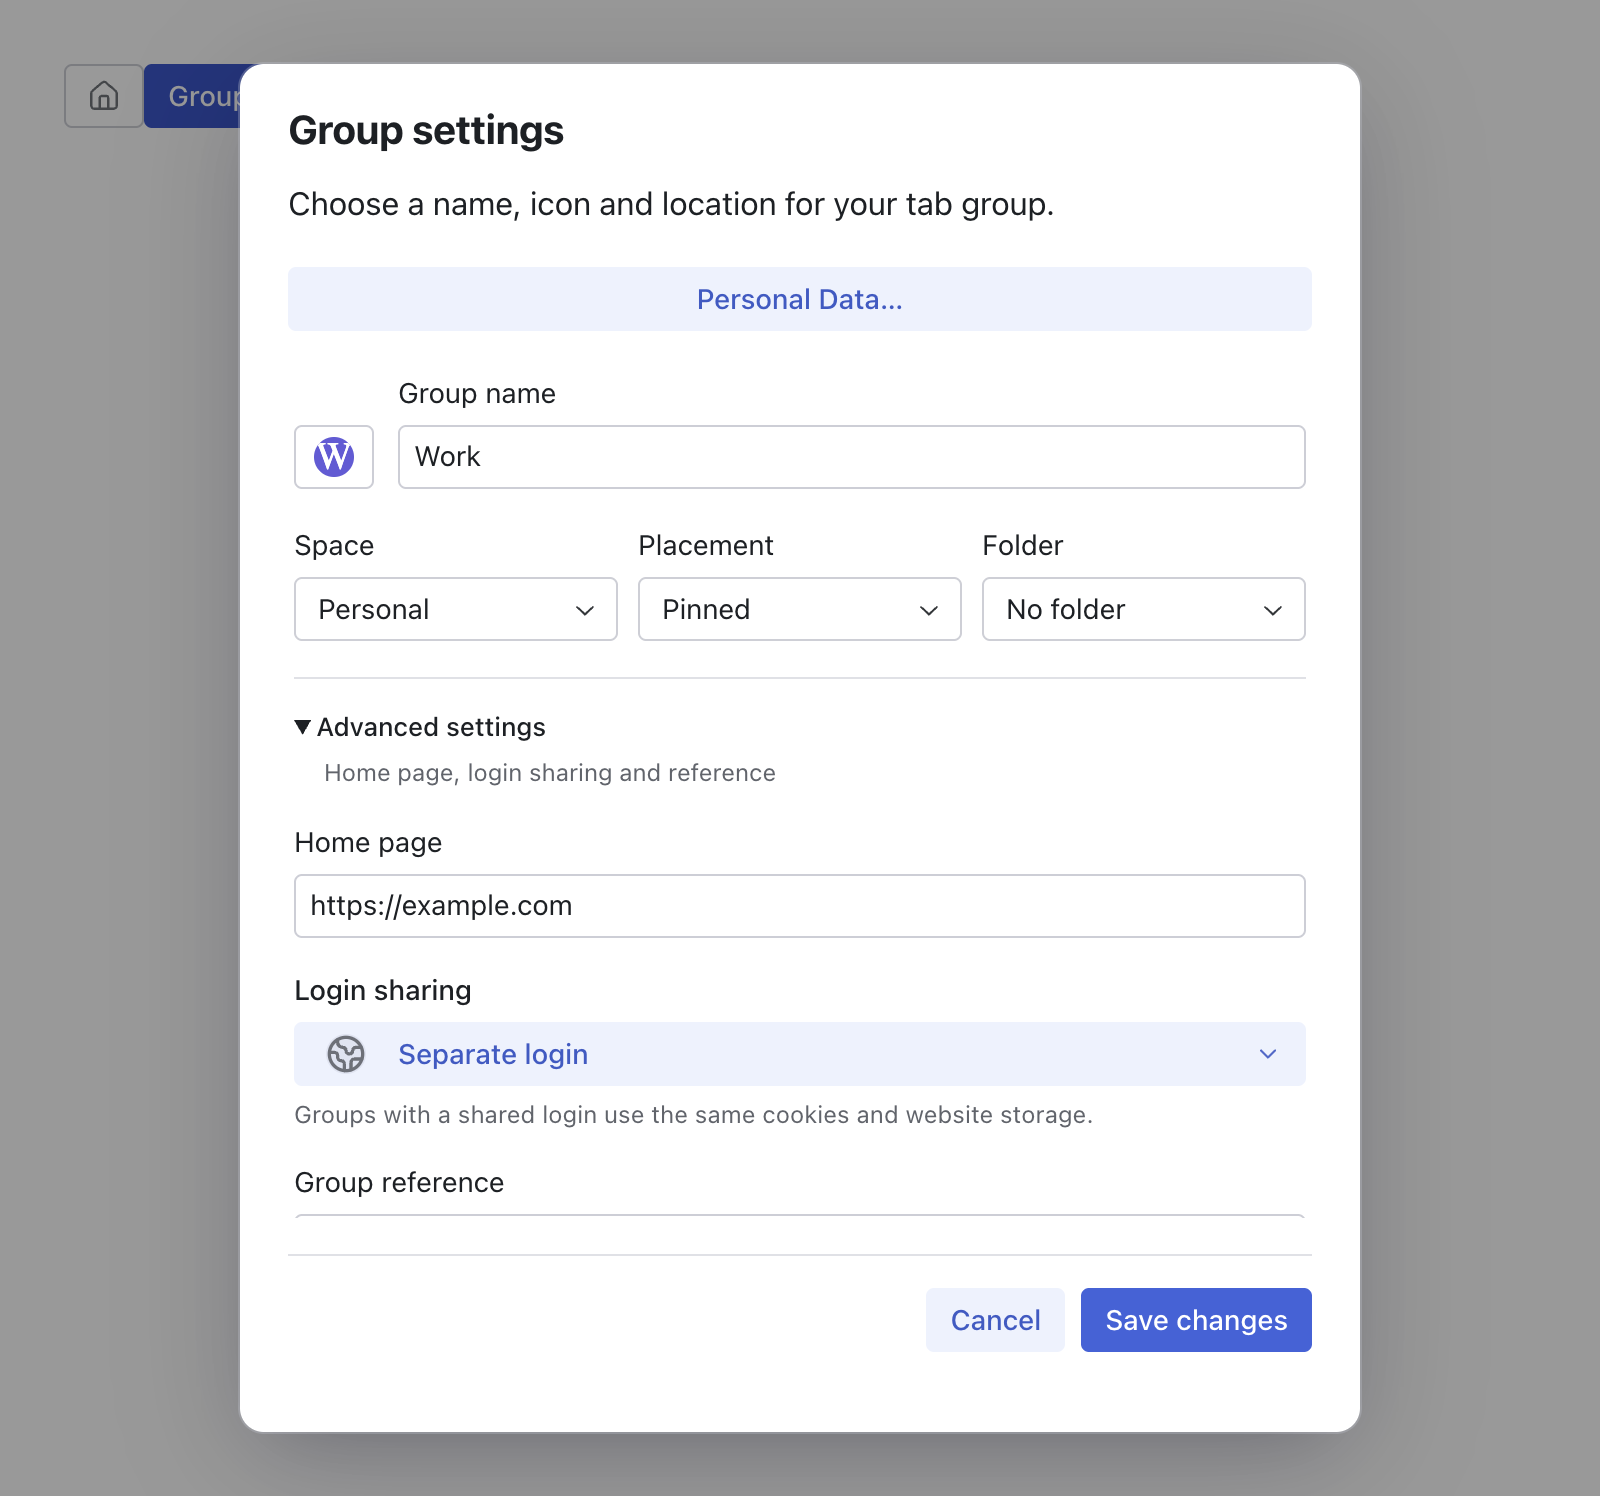 Group
Group settings
Choose a name, icon and location for your tab group.
Personal Data...
Group name
W
Work
Space
Placement
Folder
Personal
Pinned
No folder
Advanced settings
Home page, login sharing and reference
Home page
https://example.com
Login sharing
Separate login
Groups with a shared login use the same cookies and website storage.
Group reference
Cancel
Save changes